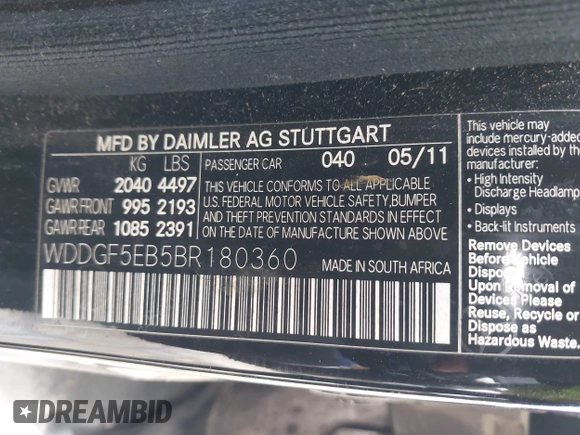 MFD BY DAIMLER AG STUTTGART
KG LBS
GVWR 2040 4497
GAWR FRONT 995 2193
GAWR REAR 1085 2391
PASSENGER CAR 040 05/11
THIS VEHICLE CONFORMS TO ALL APPLICABLE
U.S. FEDERAL MOTOR VEHICLE SAFETY, BUMPER
AND THEFT PREVENTION STANDARDS IN EFFECT
ON THE DATE OF MANUFACTURE SHOWN ABOVE.
WDDGF5EB5BR180360
MADE IN SOUTH AFRICA
This vehicle may
include mercury-added
devices installed by the
manufacturer:
• High Intensity
Discharge Headlamp
• Displays
• Back-lit Instruments
Remove Devices
Before Vehicle
Disposal
Upon Removal of
Devices Please
Reuse, Recycle or
Dispose as
Hazardous Waste.
DREAMBID